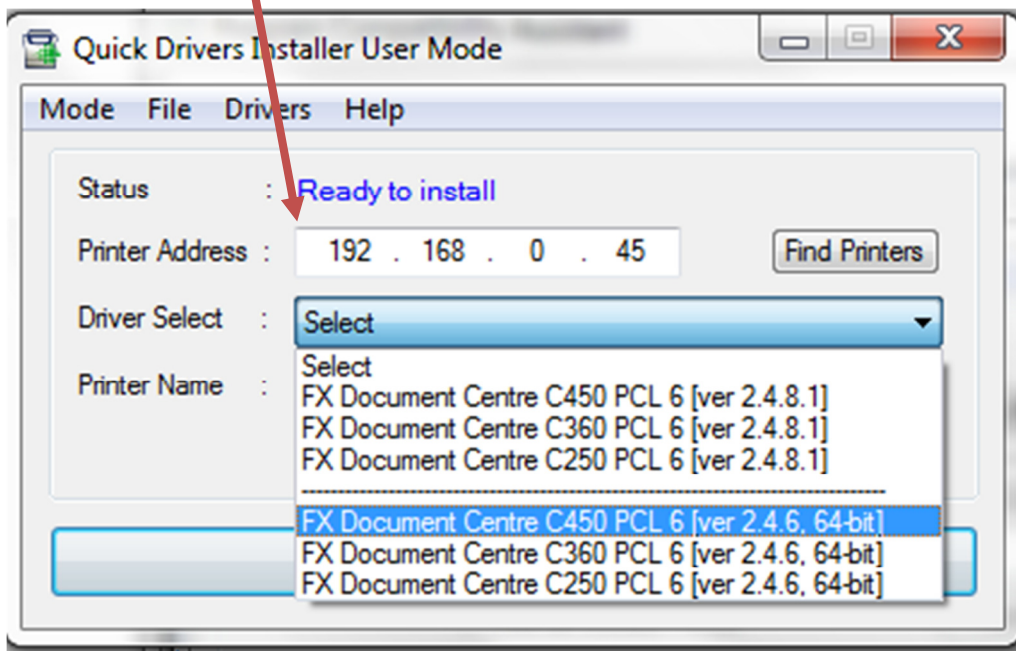 Quick Drivers Installer User Mode
Mode File Drivers Help
Status : Ready to install
Printer Address : 192 . 168 . 0 . 45 Find Printers
Driver Select : Select
Select
Printer Name :
FX Document Centre C450 PCL 6 [ver 2.4.8.1]
FX Document Centre C360 PCL 6 [ver 2.4.8.1]
FX Document Centre C250 PCL 6 [ver 2.4.8.1]
--------------------------------------------------------------------------------
FX Document Centre C450 PCL 6 [ver 2.4.6, 64-bit]
FX Document Centre C360 PCL 6 [ver 2.4.6, 64-bit]
FX Document Centre C250 PCL 6 [ver 2.4.6, 64-bit]